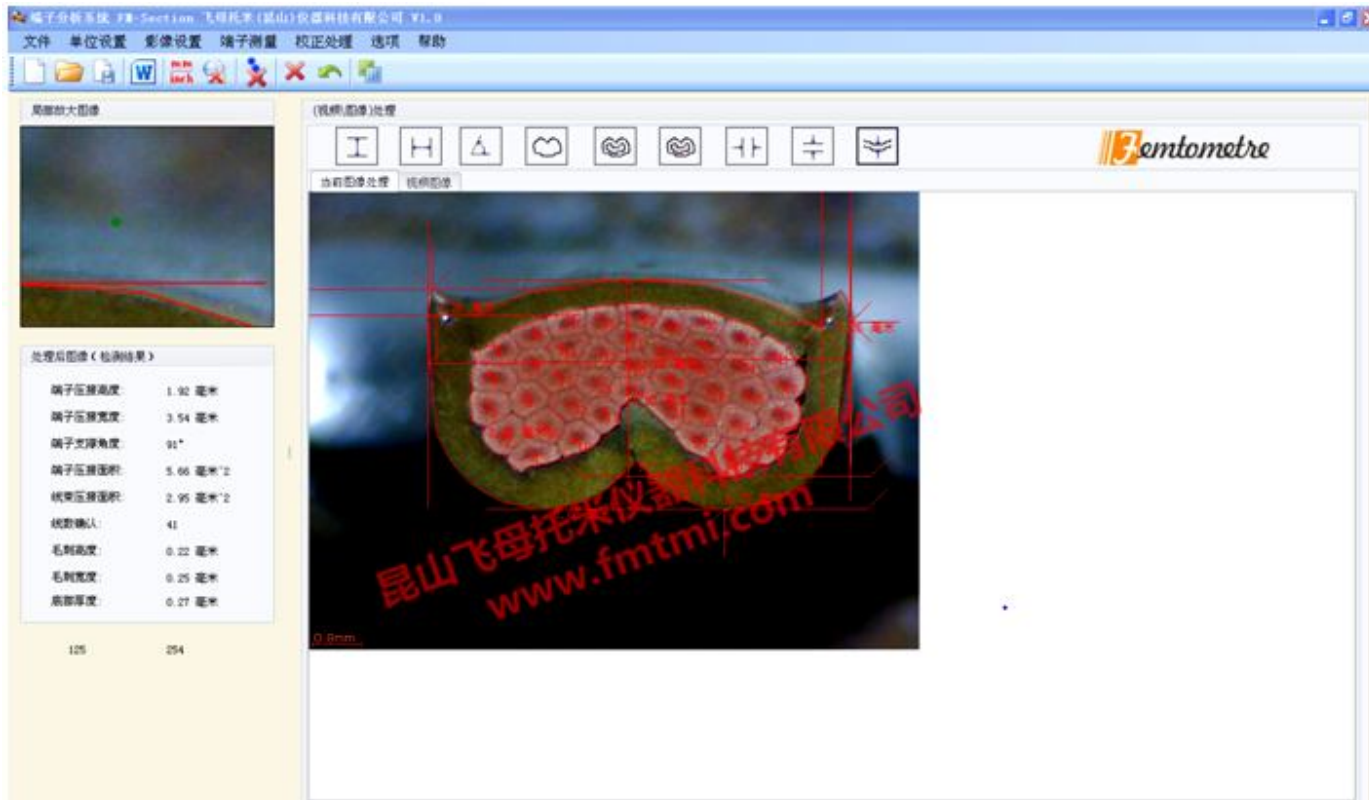 端子分析系统 FM-Section 飞母托米(昆山)仪器科技有限公司 V1.0
文件 单位设置 影像设置 端子测量 校正处理 选项 帮助
mm
inch
局部放大图像
(视频\图像)处理
Femtometre
当前图像处理 视频图像
处理后图像(检测结果)
端子压接高度: 1.92 毫米
端子压接宽度: 3.54 毫米
端子支撑角度: 91°
端子压接面积: 5.66 毫米^2
线束压接面积: 2.95 毫米^2
线数确认: 41
毛刺高度: 0.22 毫米
毛刺宽度: 0.25 毫米
底部厚度: 0.27 毫米
125 254
毫米
昆山飞母托米仪器科技有限公司
www.fmtmi.com
0.8mm